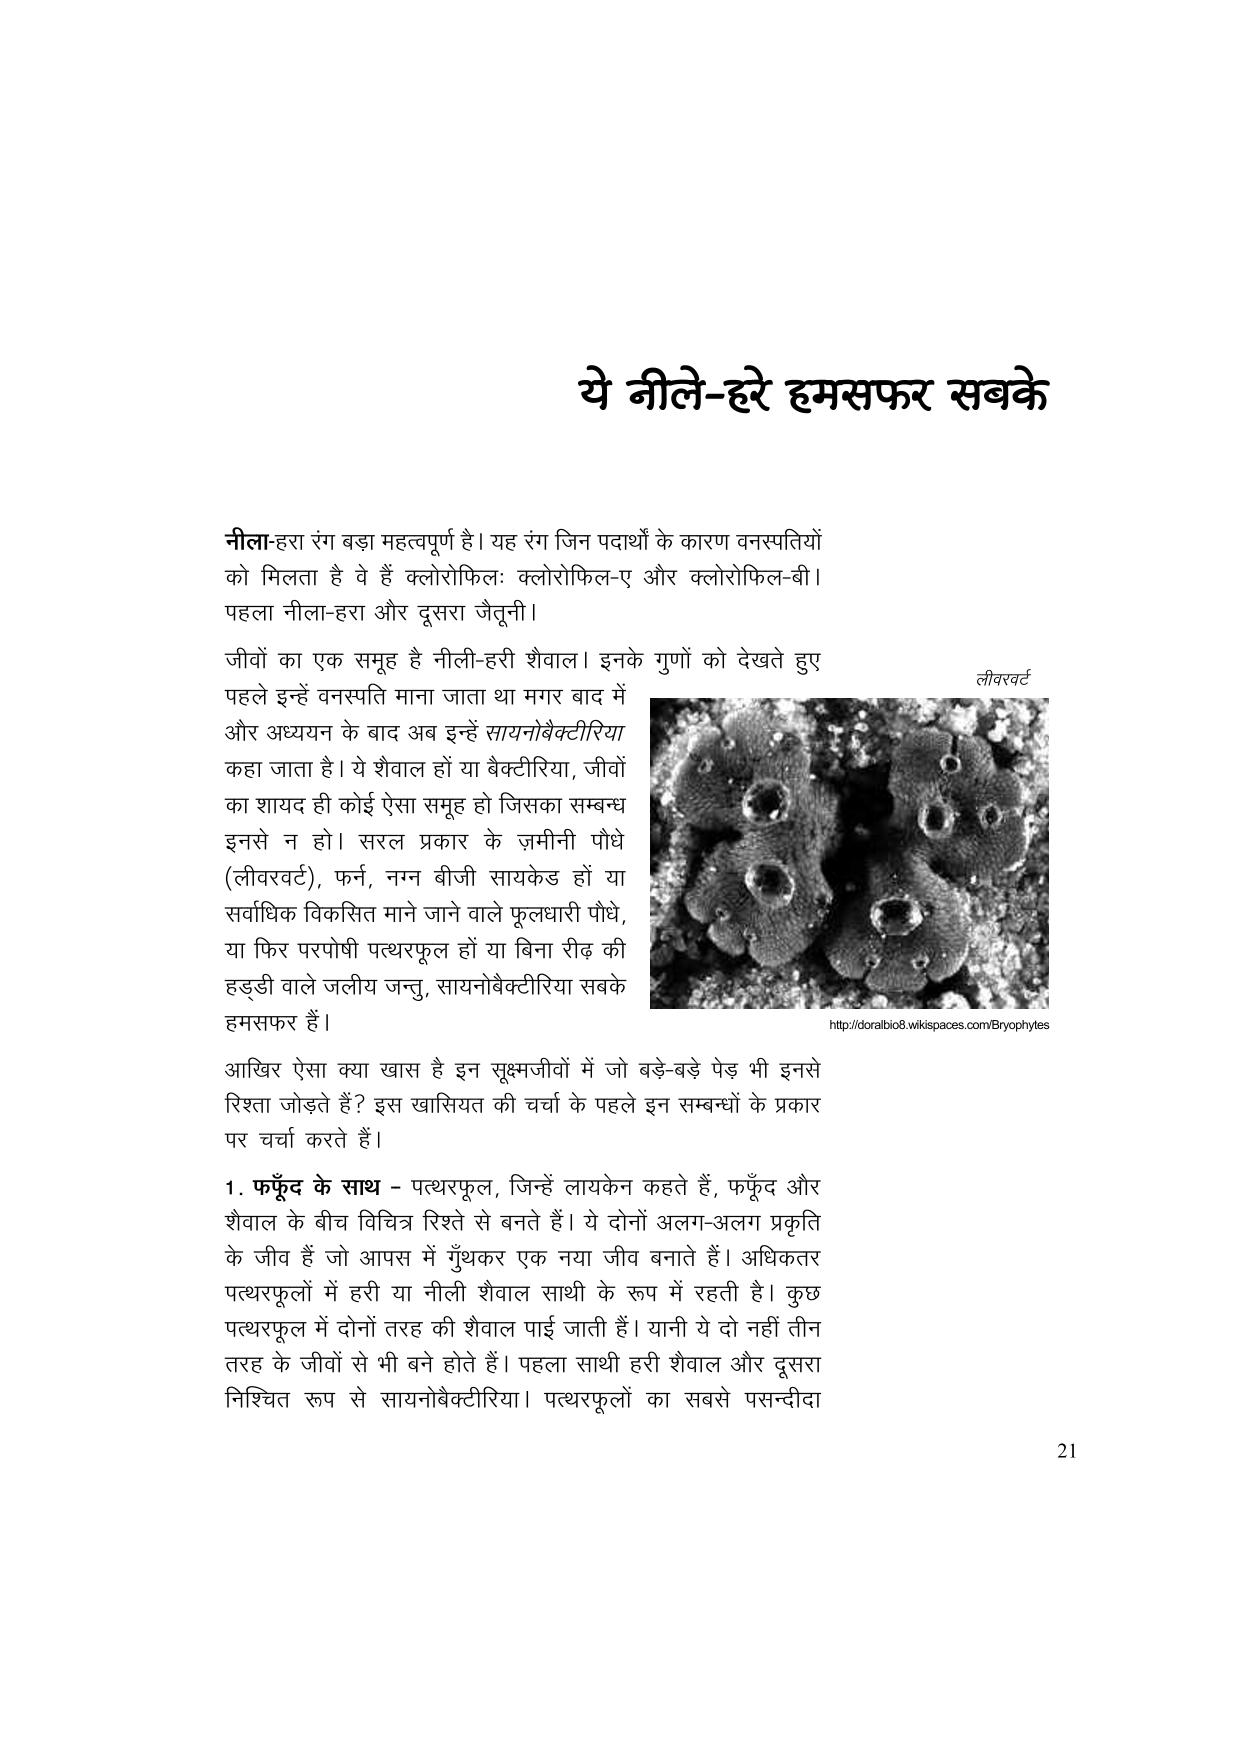 ये नीले-हरे हमसफर सबके
नीला-हरा रंग बड़ा महत्वपूर्ण है। यह रंग जिन पदार्थों के कारण वनस्पतियों
को मिलता है वे हैं क्लोरोफिलः क्लोरोफिल-ए और क्लोरोफिल-बी।
पहला नीला-हरा और दूसरा जैतूनी।
जीवों का एक समूह है नीली-हरी शैवाल। इनके गुणों को देखते हुए
पहले इन्हें वनस्पति माना जाता था मगर बाद में
और अध्ययन के बाद अब इन्हें सायनोबैक्टीरिया
कहा जाता है। ये शैवाल हों या बैक्टीरिया, जीवों
का शायद ही कोई ऐसा समूह हो जिसका सम्बन्ध
इनसे न हो। सरल प्रकार के ज़मीनी पौधे
(लीवरवर्ट), फर्न, नग्न बीजी सायकेड हों या
सर्वाधिक विकसित माने जाने वाले फूलधारी पौधे,
या फिर परपोषी पत्थरफूल हों या बिना रीढ़ की
हड्डी वाले जलीय जन्तु, सायनोबैक्टीरिया सबके
हमसफर हैं।
लीवरवर्ट
http://doralbio8.wikispaces.com/Bryophytes
आखिर ऐसा क्या खास है इन सूक्ष्मजीवों में जो बड़े-बड़े पेड़ भी इनसे
रिश्ता जोड़ते हैं? इस खासियत की चर्चा के पहले इन सम्बन्धों के प्रकार
पर चर्चा करते हैं।
1. फफूँद के साथ - पत्थरफूल, जिन्हें लायकेन कहते हैं, फफूँद और
शैवाल के बीच विचित्र रिश्ते से बनते हैं। ये दोनों अलग-अलग प्रकृति
के जीव हैं जो आपस में गुँथकर एक नया जीव बनाते हैं। अधिकतर
पत्थरफूलों में हरी या नीली शैवाल साथी के रूप में रहती है। कुछ
पत्थरफूल में दोनों तरह की शैवाल पाई जाती हैं। यानी ये दो नहीं तीन
तरह के जीवों से भी बने होते हैं। पहला साथी हरी शैवाल और दूसरा
निश्चित रूप से सायनोबैक्टीरिया। पत्थरफूलों का सबसे पसन्दीदा
21